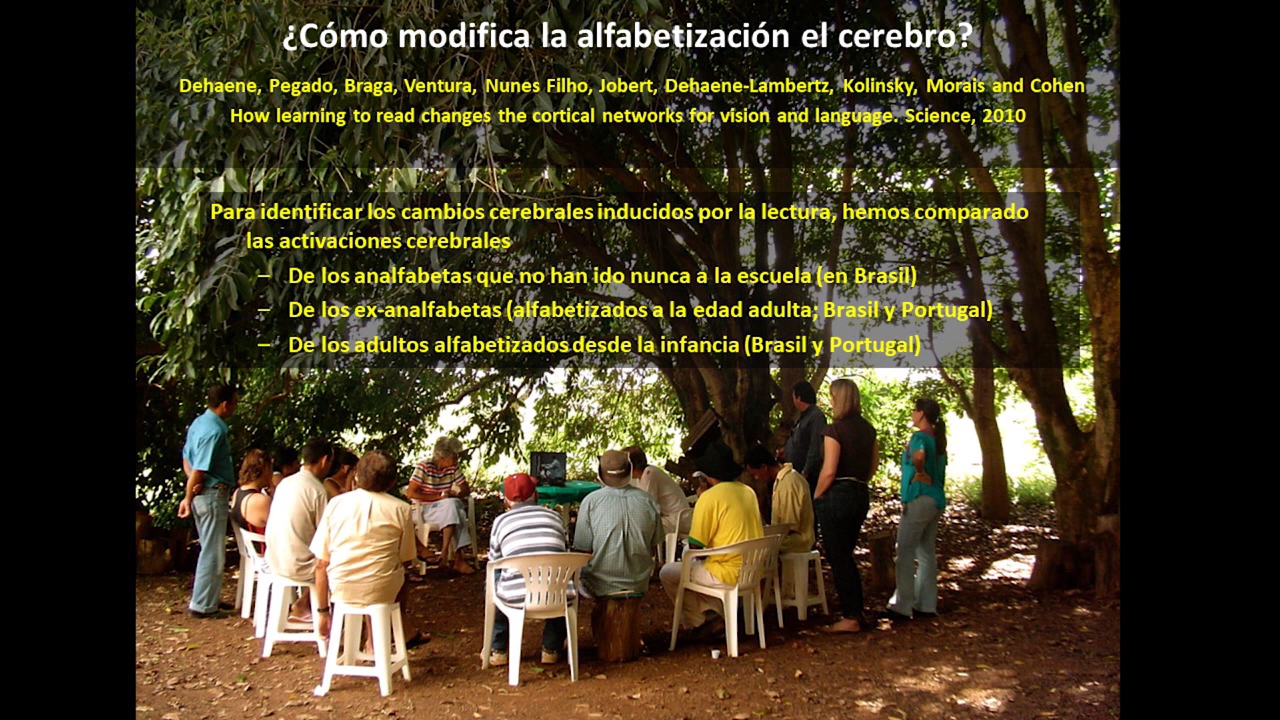 ¿Cómo modifica la alfabetización el cerebro?
Dehaene, Pegado, Braga, Ventura, Nunes Filho, Jobert, Dehaene-Lambertz, Kolinsky, Morais and Cohen
How learning to read changes the cortical networks for vision and language. Science, 2010
Para identificar los cambios cerebrales inducidos por la lectura, hemos comparado
las activaciones cerebrales
– De los analfabetas que no han ido nunca a la escuela (en Brasil)
– De los ex-analfabetas (alfabetizados a la edad adulta; Brasil y Portugal)
– De los adultos alfabetizados desde la infancia (Brasil y Portugal)